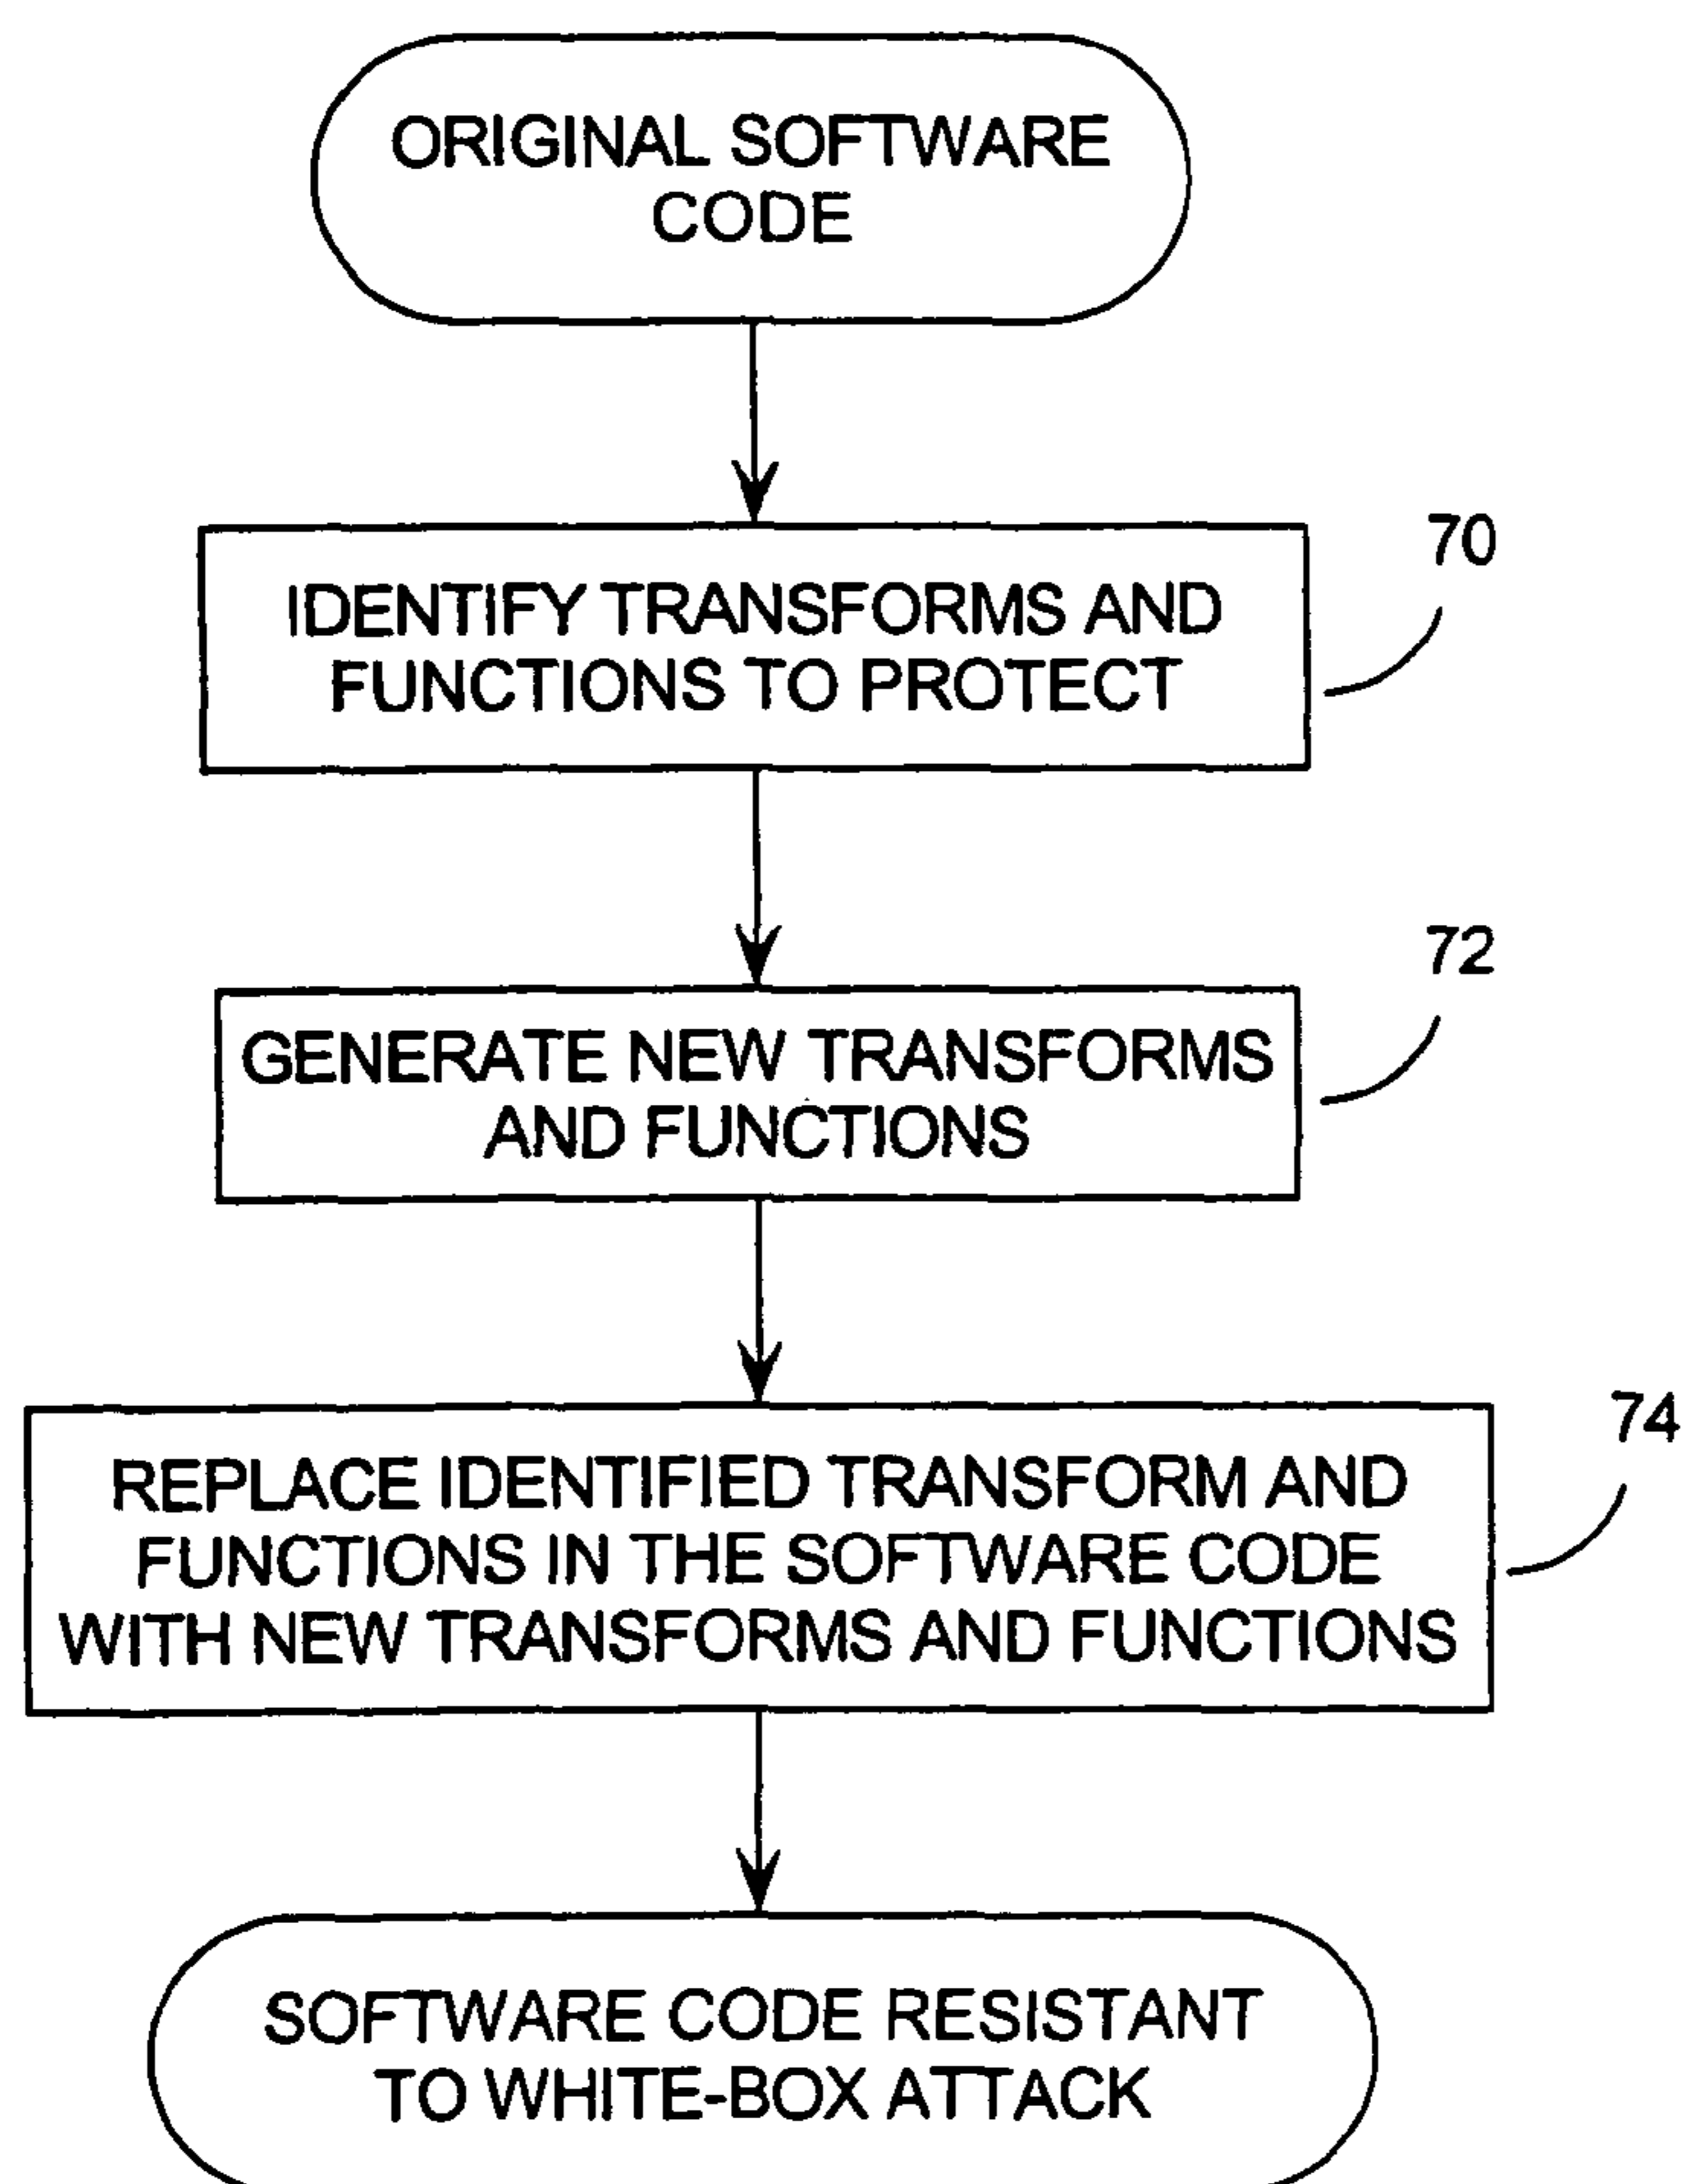 ORIGINAL SOFTWARE
CODE
70
IDENTIFY TRANSFORMS AND
FUNCTIONS TO PROTECT
72
GENERATE NEW TRANSFORMS
AND FUNCTIONS
74
REPLACE IDENTIFIED TRANSFORM AND
FUNCTIONS IN THE SOFTWARE CODE
WITH NEW TRANSFORMS AND FUNCTIONS
SOFTWARE CODE RESISTANT
TO WHITE-BOX ATTACK